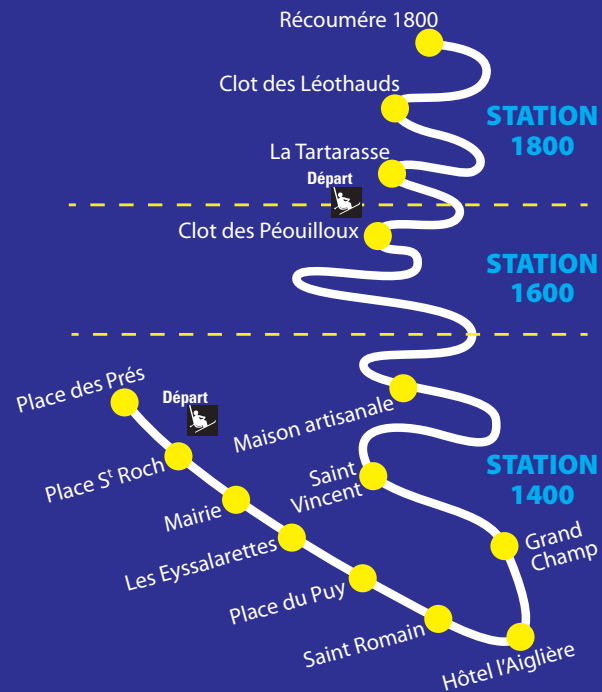 Récoumére 1800
Clot des Léothauds
STATION
1800
La Tartarasse
Départ
Clot des Péouilloux
STATION
1600
Place des Prés
Départ
Maison artisanale
Place Sᵗ Roch
Saint
Vincent
STATION
1400
Mairie
Grand
Champ
Les Eyssalarettes
Place du Puy
Saint Romain
Hôtel l'Aiglière